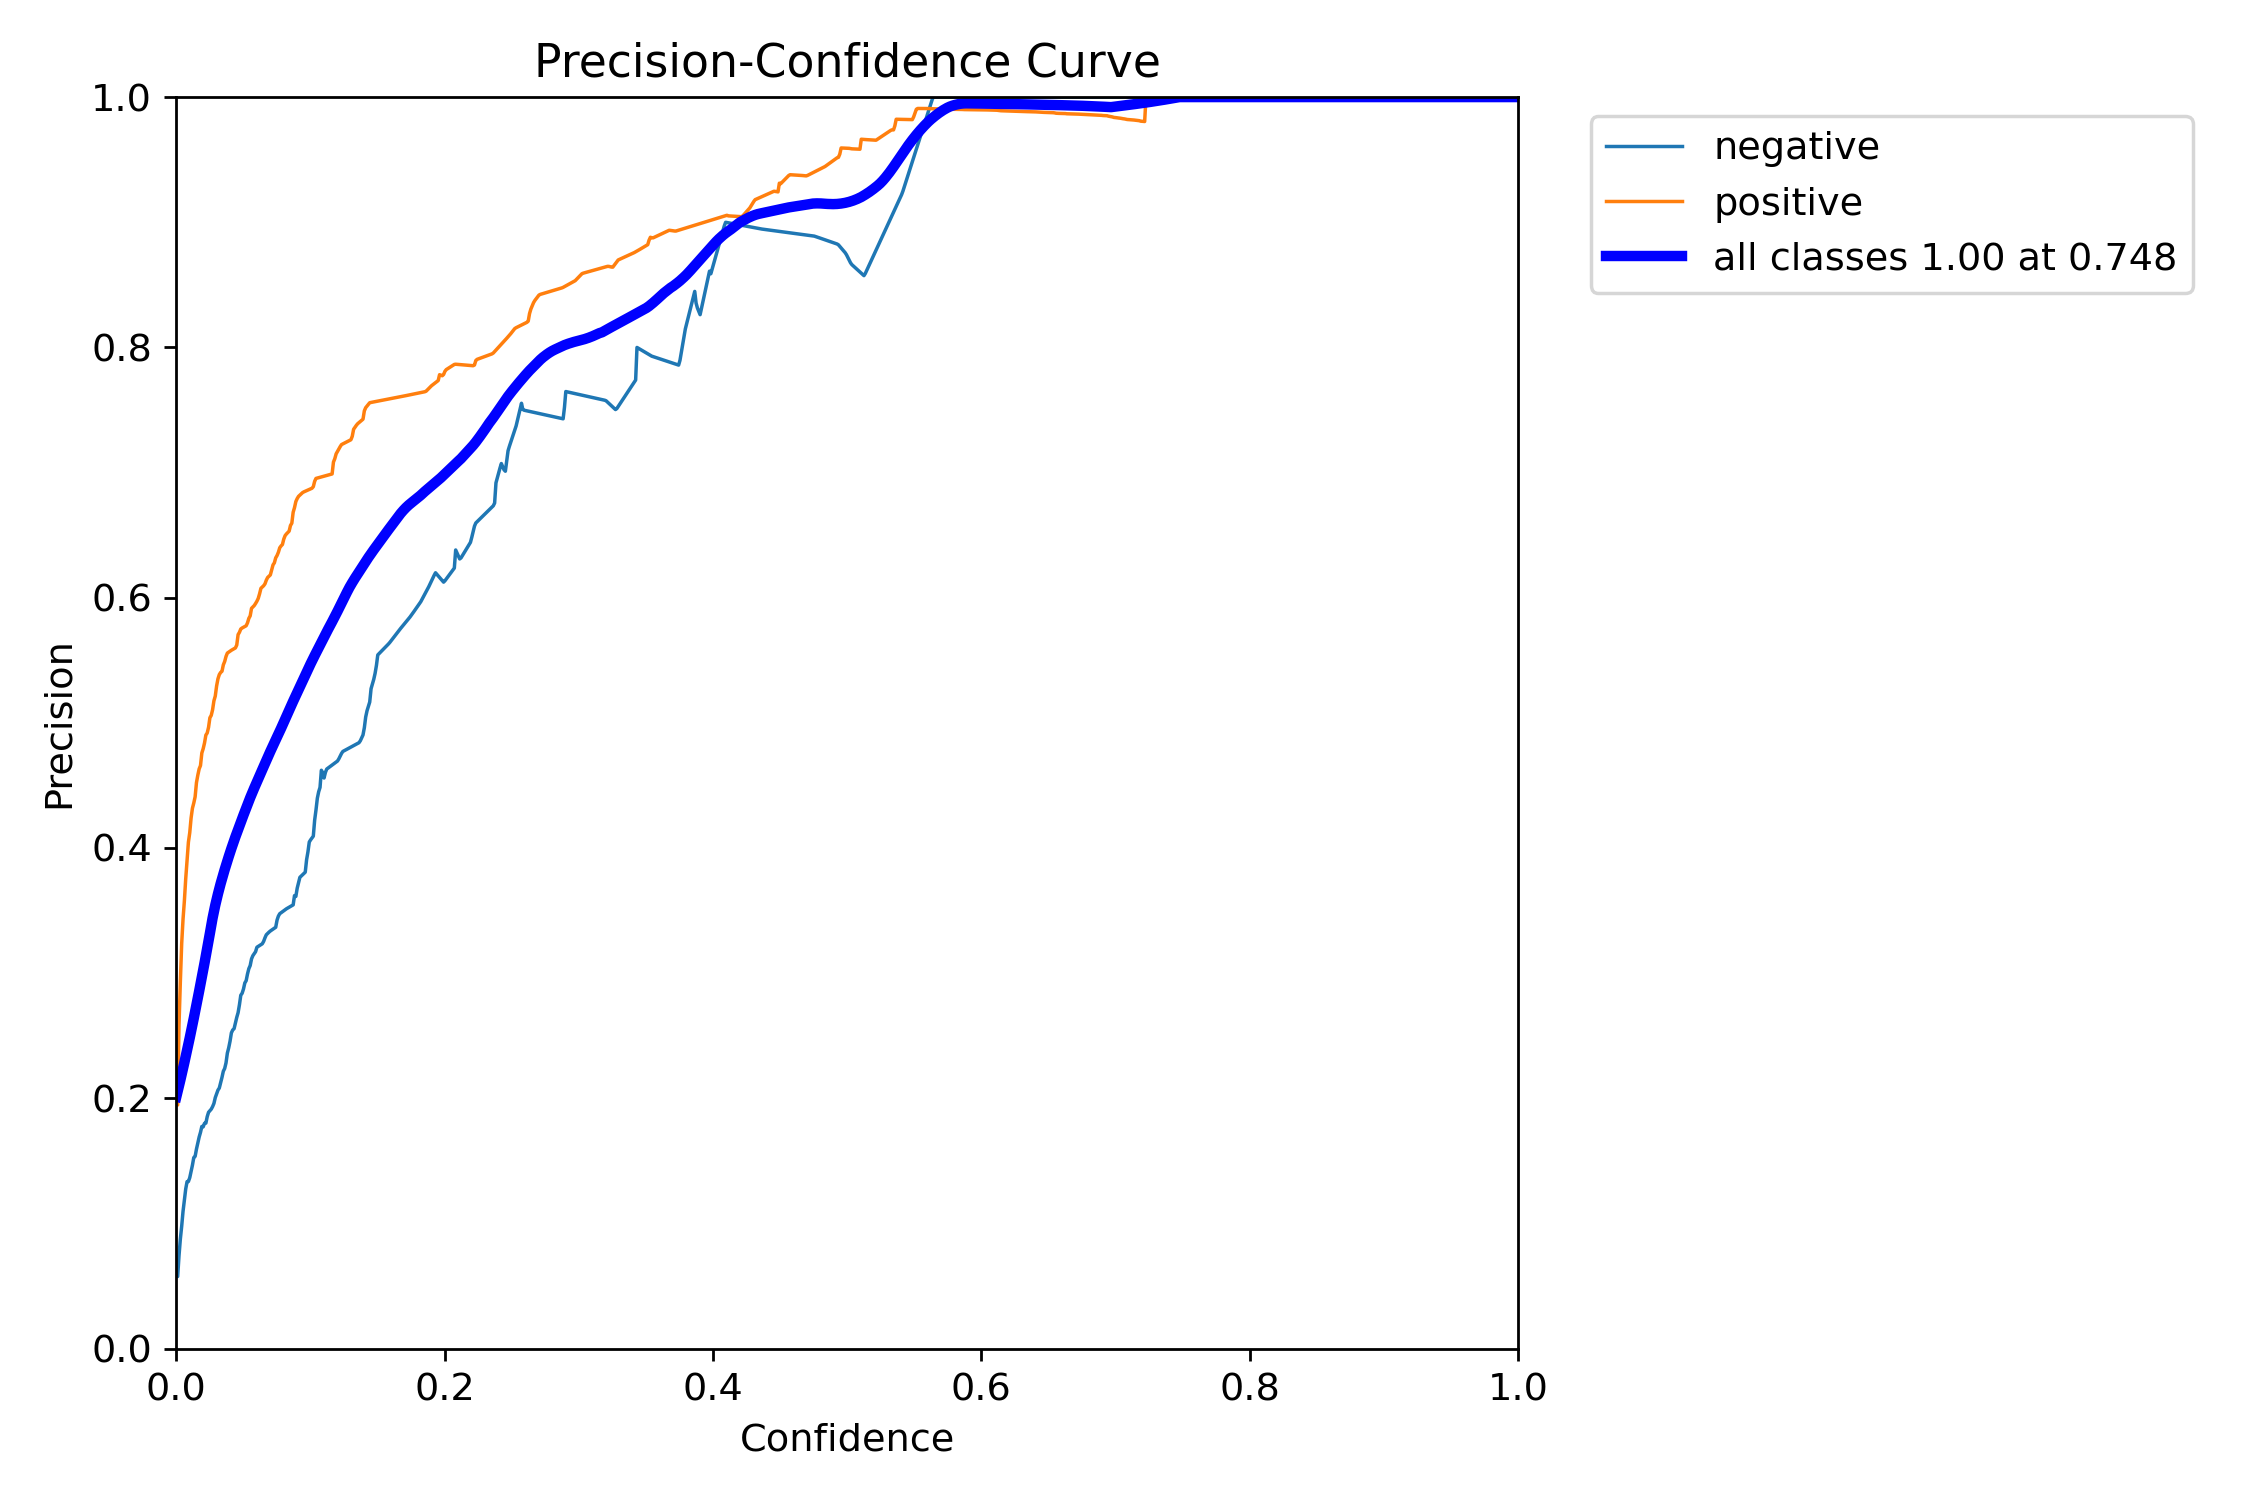 Precision-Confidence Curve
1.0
0.8
0.6
0.4
0.2
0.0
Precision
0.0 0.2 0.4 0.6 0.8 1.0
Confidence
negative
positive
all classes 1.00 at 0.748